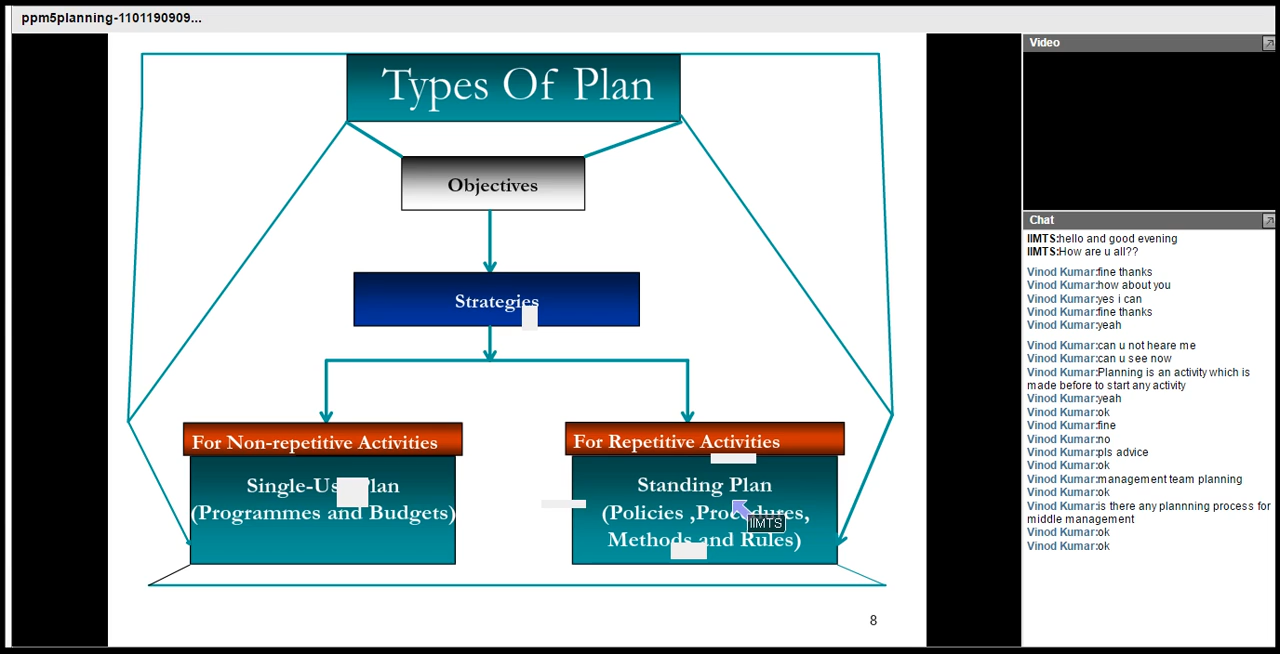 ppm5planning-1101190909...
Types Of Plan
Objectives
Strategies
For Non-repetitive Activities
Single-Use Plan
(Programmes and Budgets)
For Repetitive Activities
Standing Plan
(Policies ,Procedures,
Methods and Rules)
IIMTS
8
Video
Chat
IIMTS:hello and good evening
IIMTS:How are u all??
Vinod Kumar:fine thanks
Vinod Kumar:how about you
Vinod Kumar:yes i can
Vinod Kumar:fine thanks
Vinod Kumar:yeah
Vinod Kumar:can u not heare me
Vinod Kumar:can u see now
Vinod Kumar:Planning is an activity which is
made before to start any activity
Vinod Kumar:yeah
Vinod Kumar:ok
Vinod Kumar:fine
Vinod Kumar:no
Vinod Kumar:pls advice
Vinod Kumar:ok
Vinod Kumar:management team planning
Vinod Kumar:ok
Vinod Kumar:is there any plannning process for
middle management
Vinod Kumar:ok
Vinod Kumar:ok